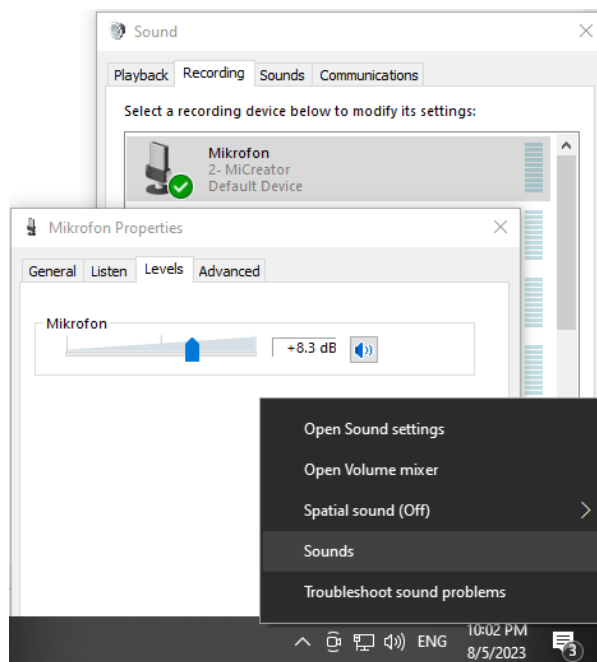 Sound
Playback Recording Sounds Communications
Select a recording device below to modify its settings:
Mikrofon
2- MiCreator
Default Device
Mikrofon Properties
General Listen Levels Advanced
Mikrofon
+8.3 dB
Open Sound settings
Open Volume mixer
Spatial sound (Off)
Sounds
Troubleshoot sound problems
ENG
10:02 PM
8/5/2023
3